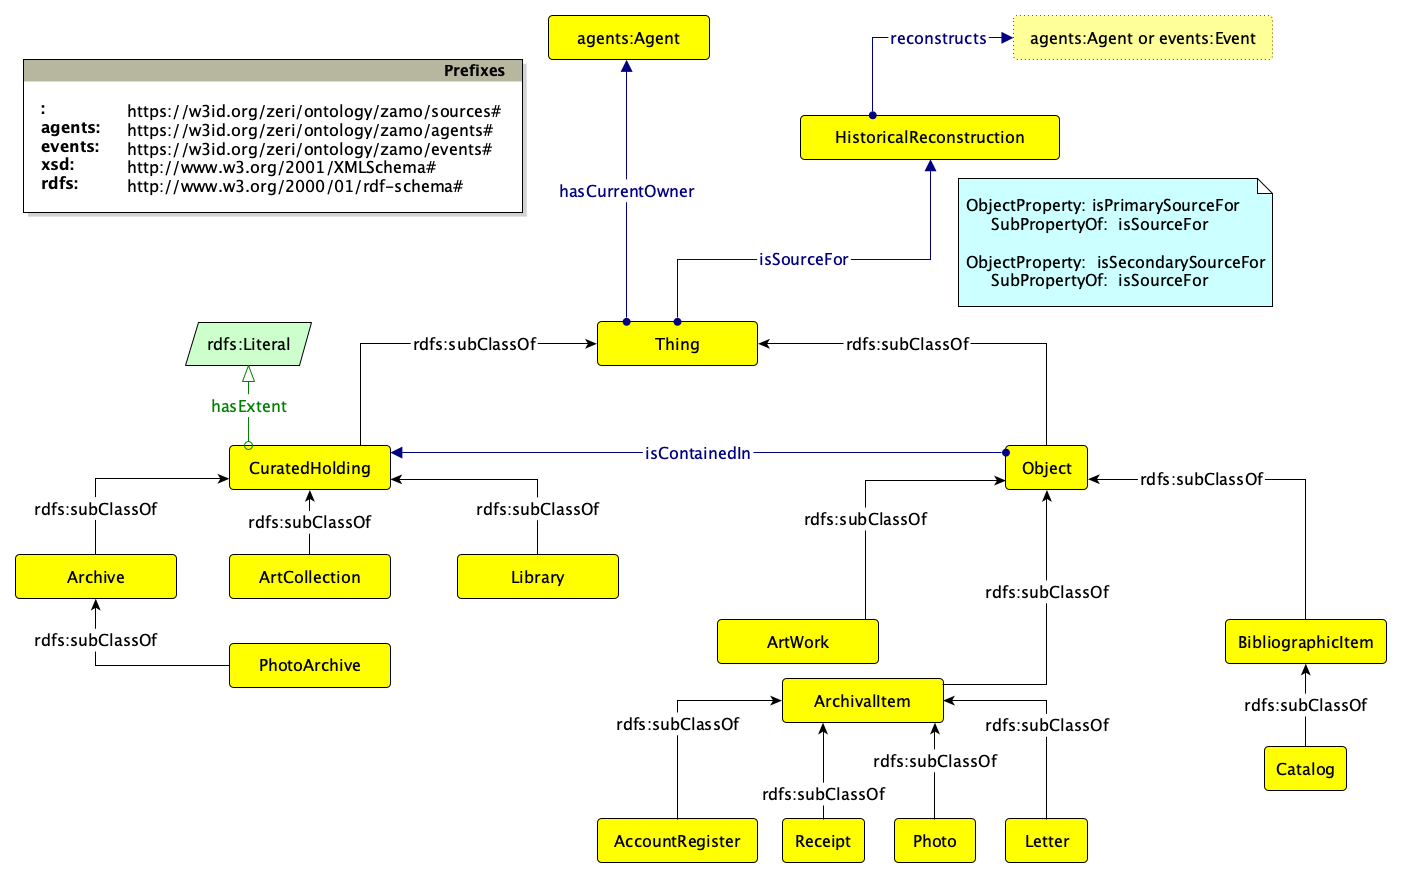 agents:Agent
reconstructs
agents:Agent or events:Event
Prefixes
: https://w3id.org/zeri/ontology/zamo/sources#
agents: https://w3id.org/zeri/ontology/zamo/agents#
events: https://w3id.org/zeri/ontology/zamo/events#
xsd: http://www.w3.org/2001/XMLSchema#
rdfs: http://www.w3.org/2000/01/rdf-schema#
HistoricalReconstruction
hasCurrentOwner
ObjectProperty: isPrimarySourceFor
SubPropertyOf: isSourceFor
ObjectProperty: isSecondarySourceFor
SubPropertyOf: isSourceFor
isSourceFor
rdfs:Literal
rdfs:subClassOf
Thing
rdfs:subClassOf
hasExtent
CuratedHolding
isContainedIn
Object
rdfs:subClassOf
rdfs:subClassOf
rdfs:subClassOf
rdfs:subClassOf
rdfs:subClassOf
Archive
ArtCollection
Library
rdfs:subClassOf
rdfs:subClassOf
PhotoArchive
ArtWork
BibliographicItem
ArchivalItem
rdfs:subClassOf
rdfs:subClassOf
rdfs:subClassOf
rdfs:subClassOf
rdfs:subClassOf
Catalog
AccountRegister
Receipt
Photo
Letter